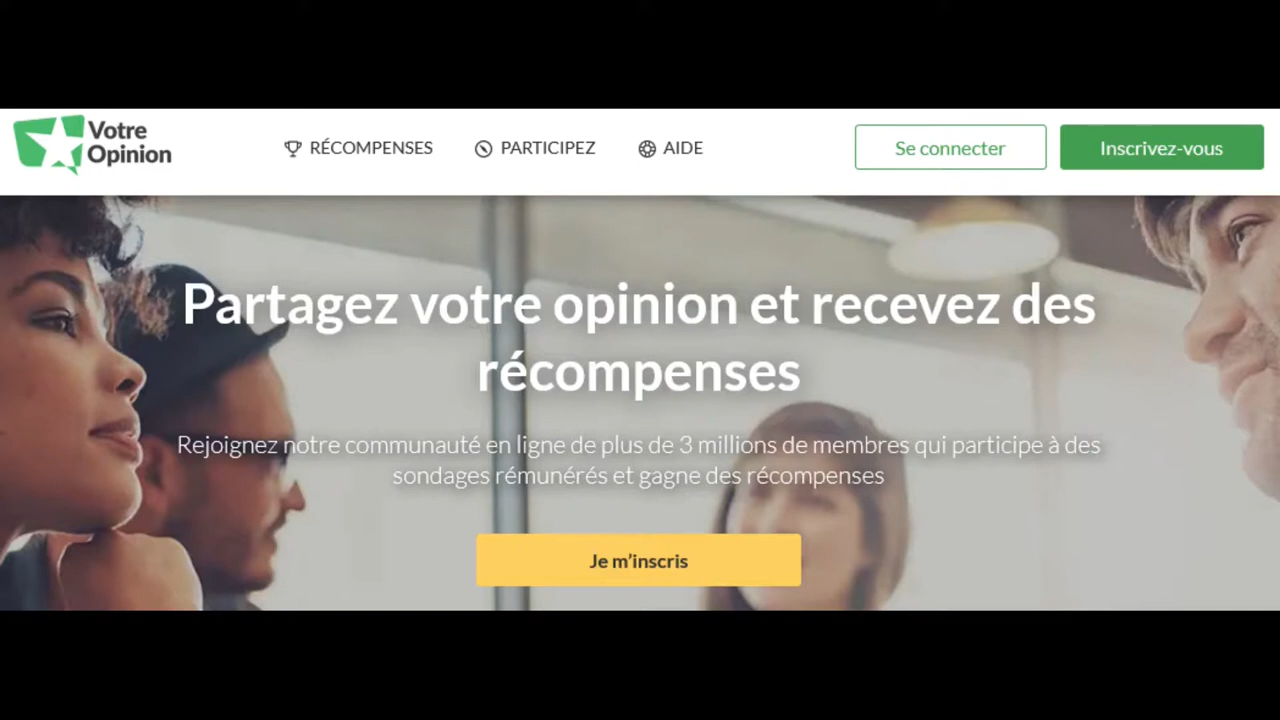 Votre
Opinion
RÉCOMPENSES
PARTICIPEZ
AIDE
Se connecter
Inscrivez-vous
Partagez votre opinion et recevez des
récompenses
Rejoignez notre communauté en ligne de plus de 3 millions de membres qui participe à des
sondages rémunérés et gagne des récompenses
Je m’inscris